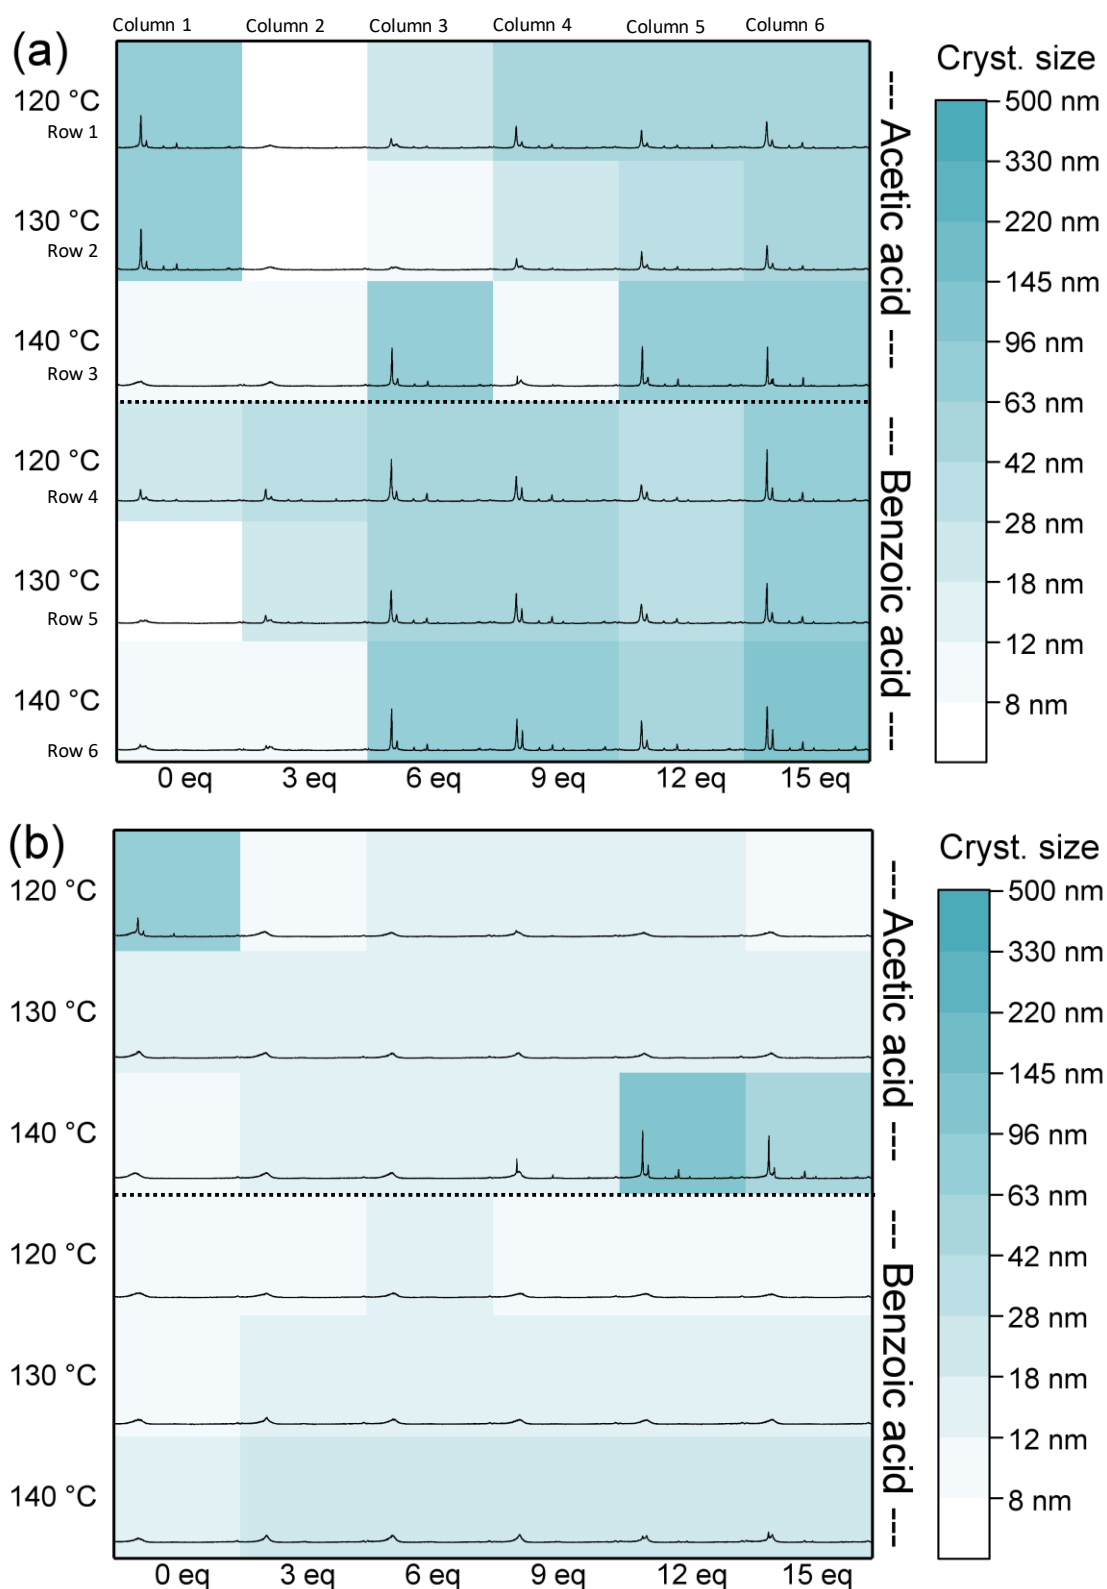 Column 1 Column 2 Column 3 Column 4 Column 5 Column 6
(a)
Cryst. size
120 °C
Row 1
130 °C
Row 2
140 °C
Row 3
120 °C
Row 4
130 °C
Row 5
140 °C
Row 6
0 eq 3 eq 6 eq 9 eq 12 eq 15 eq
--- Acetic acid ---
--- Benzoic acid ---
500 nm
330 nm
220 nm
145 nm
96 nm
63 nm
42 nm
28 nm
18 nm
12 nm
8 nm
(b)
Cryst. size
120 °C
130 °C
140 °C
120 °C
130 °C
140 °C
0 eq 3 eq 6 eq 9 eq 12 eq 15 eq
--- Acetic acid ---
--- Benzoic acid ---
500 nm
330 nm
220 nm
145 nm
96 nm
63 nm
42 nm
28 nm
18 nm
12 nm
8 nm